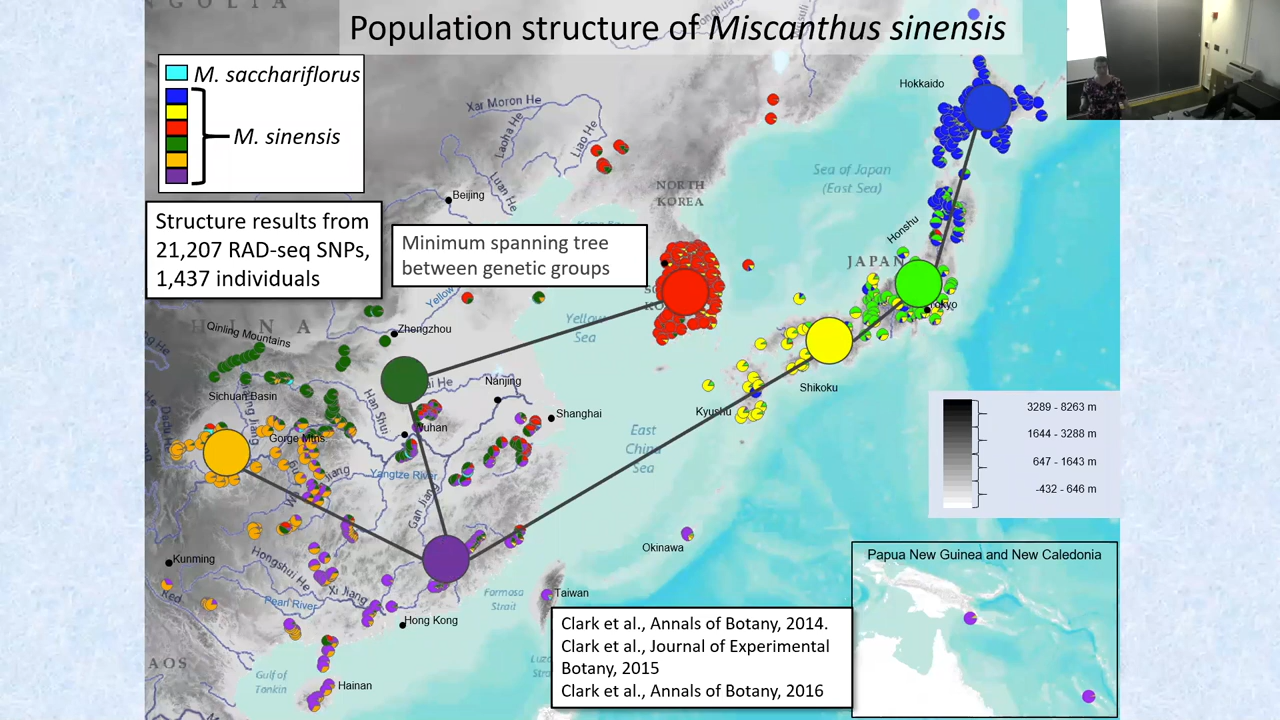 GOLIA
Population structure of Miscanthus sinensis
M. sacchariflorus
M. sinensis
Structure results from
21,207 RAD-seq SNPs,
1,437 individuals
Minimum spanning tree
between genetic groups
Hokkaido
Xar Moron He
Laoha He
Liao He
Luan He
Beijing
Sea of Japan
(East Sea)
NORTH
KOREA
Honshu
JAPAN
Tokyo
Yellow
Yellow
Sea
Zhengzhou
Qinling Mountains
Sichuan Basin
Han Shui
Nanjing
Shanghai
Shikoku
Kyushu
Wuhan
Gorge Mtns
Yangtze River
Gan Jiang
East
China
Sea
Okinawa
Kunming
Hongshui He
Xi Jiang
Pearl River
Red
Hong Kong
Formosa
Strait
Taiwan
AOS
Gulf of
Tonkin
Hainan
3289 - 8263 m
1644 - 3288 m
647 - 1643 m
-432 - 646 m
Papua New Guinea and New Caledonia
Clark et al., Annals of Botany, 2014.
Clark et al., Journal of Experimental
Botany, 2015
Clark et al., Annals of Botany, 2016